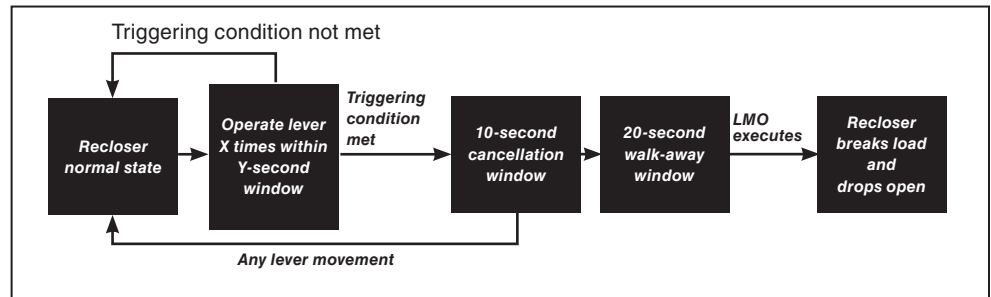 Triggering condition not met
Recloser
normal state
Operate lever
X times within
Y-second
window
Triggering
condition
met
10-second
cancellation
window
20-second
walk-away
window
LMO
executes
Recloser
breaks load
and
drops open
Any lever movement